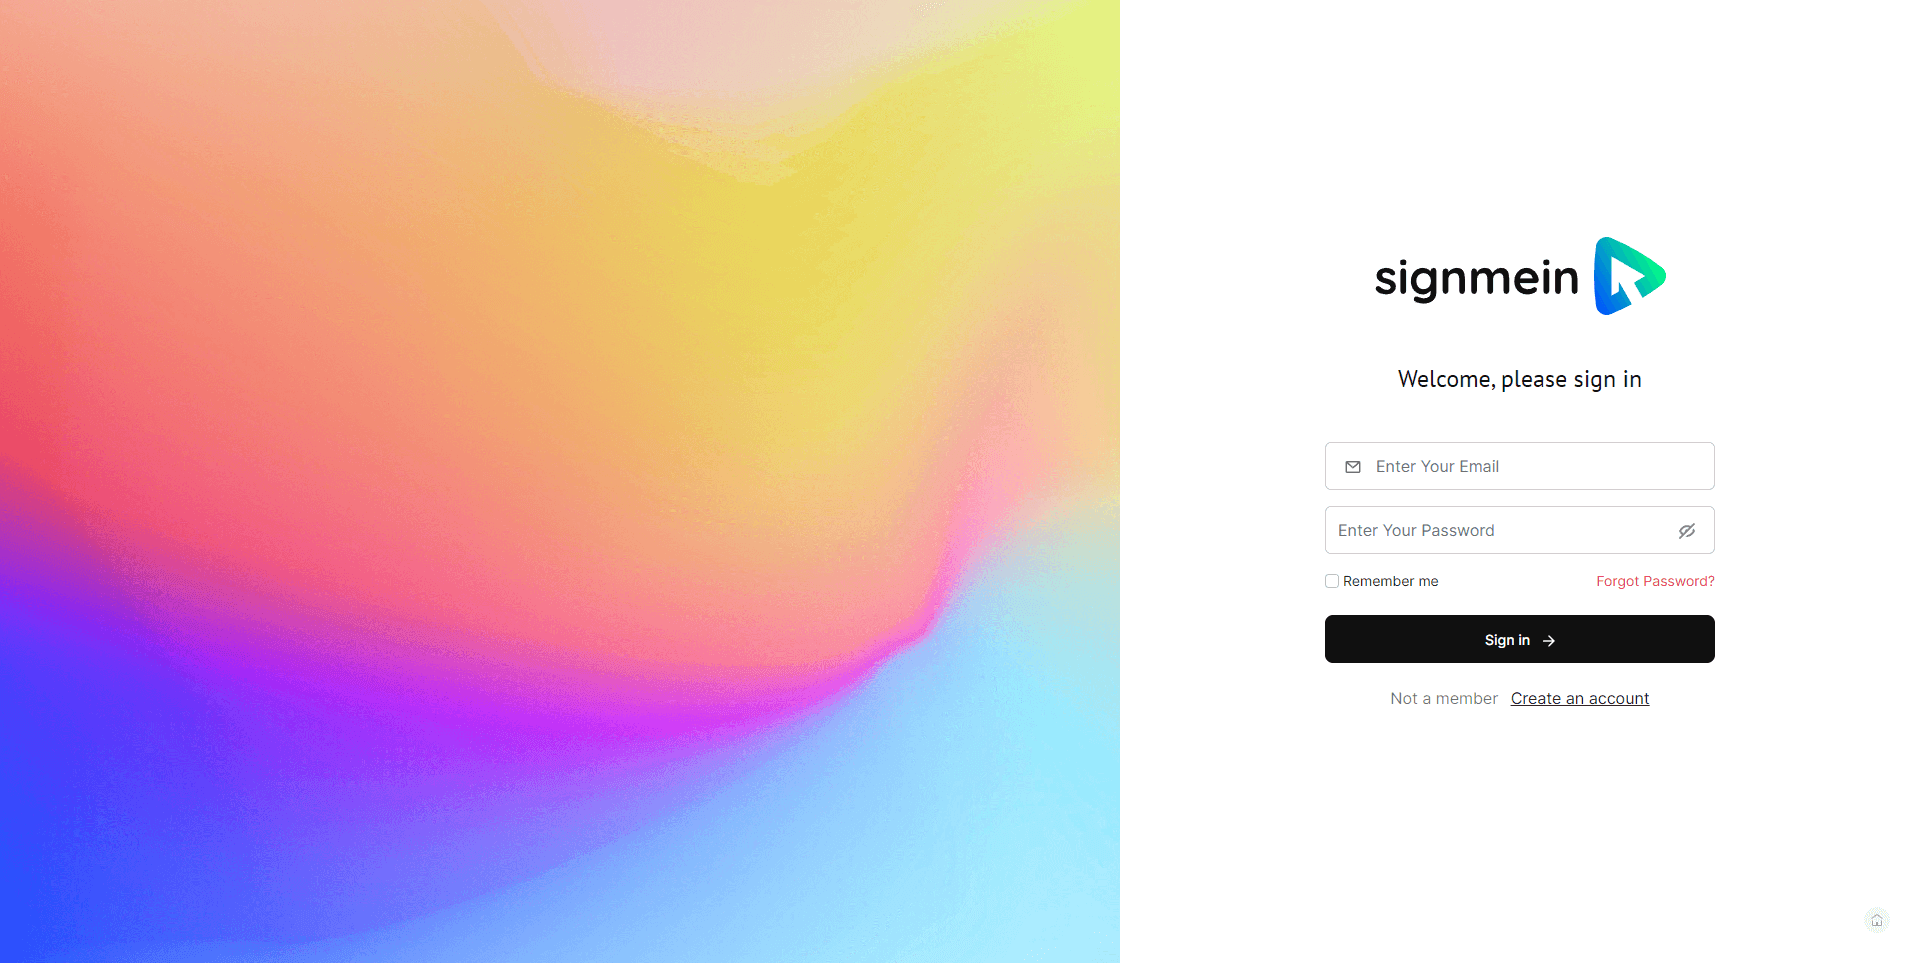 signmein
Welcome, please sign in
Enter Your Email
Enter Your Password
Remember me Forgot Password?
Sign in
Not a member Create an account